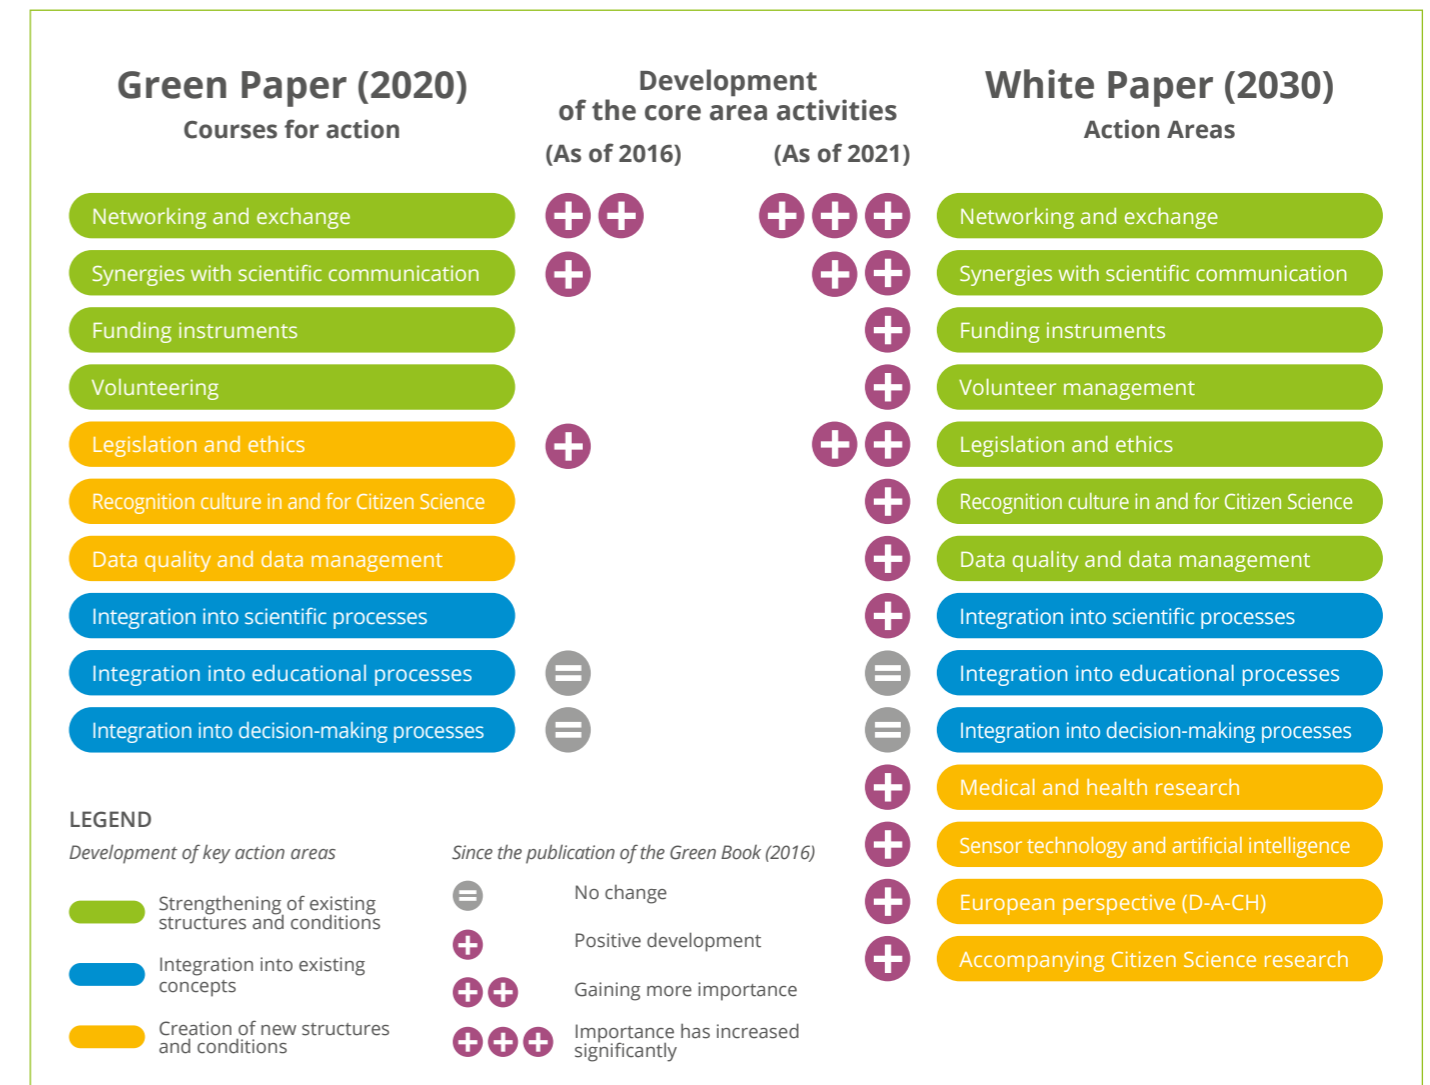 Green Paper (2020)
Courses for action
Development
of the core area activities
(As of 2016)
(As of 2021)
White Paper (2030)
Action Areas
Networking and exchange
Networking and exchange
Synergies with scientific communication
Synergies with scientific communication
Funding instruments
Funding instruments
Volunteering
Volunteer management
Legislation and ethics
Legislation and ethics
Recognition culture in and for Citizen Science
Recognition culture in and for Citizen Science
Data quality and data management
Data quality and data management
Integration into scientific processes
Integration into scientific processes
Integration into educational processes
Integration into educational processes
Integration into decision-making processes
Integration into decision-making processes
Medical and health research
Sensor technology and artificial intelligence
European perspective (D-A-CH)
Accompanying Citizen Science research
LEGEND
Development of key action areas
Strengthening of existing
structures and conditions
Integration into existing
concepts
Creation of new structures
and conditions
Since the publication of the Green Book (2016)
No change
Positive development
Gaining more importance
Importance has increased
significantly